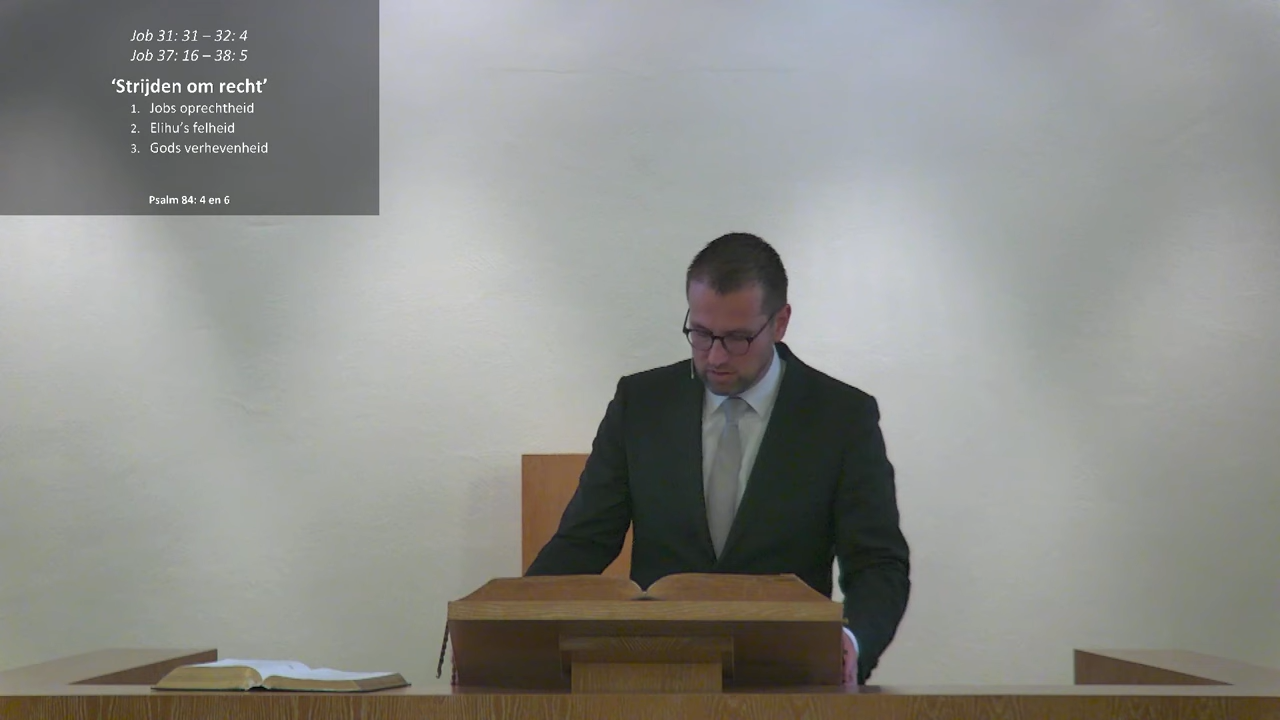 Job 31: 31 – 32: 4
Job 37: 16 – 38: 5
‘Strijden om recht’
1. Jobs oprechtheid
2. Elihu’s felheid
3. Gods verhevenheid
Psalm 84: 4 en 6